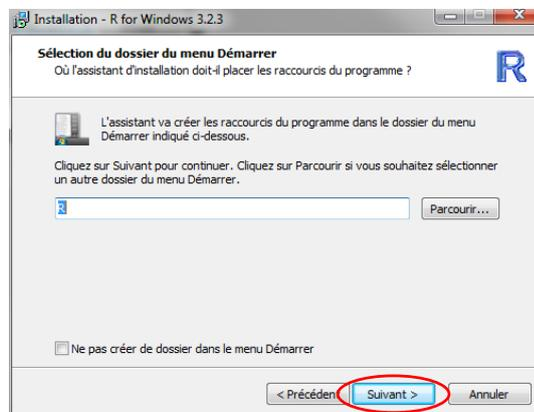 Installation - R for Windows 3.2.3
Sélection du dossier du menu Démarrer
Où l'assistant d'installation doit-il placer les raccourcis du programme ?
R
L'assistant va créer les raccourcis du programme dans le dossier du menu
Démarrer indiqué ci-dessous.
Cliquez sur Suivant pour continuer. Cliquez sur Parcourir si vous souhaitez sélectionner
un autre dossier du menu Démarrer.
R
Parcourir...
Ne pas créer de dossier dans le menu Démarrer
< Précéden
Suivant >
Annuler